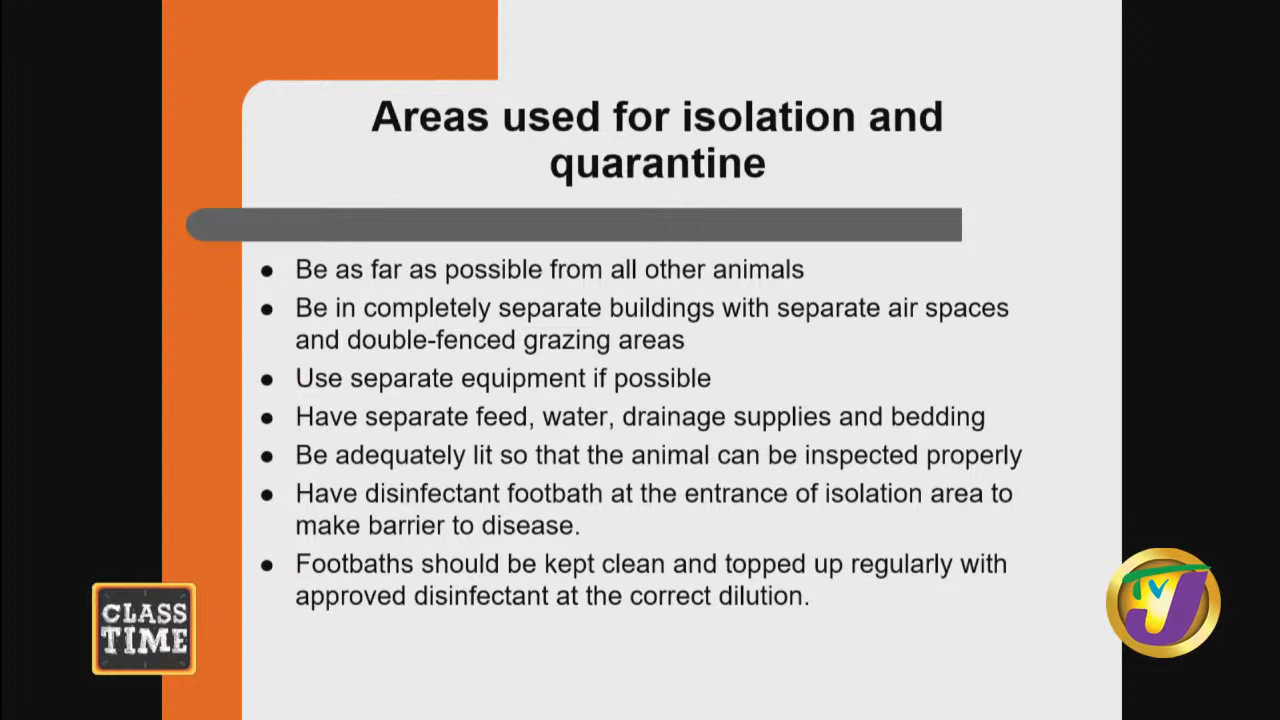 Areas used for isolation and
quarantine
● Be as far as possible from all other animals
● Be in completely separate buildings with separate air spaces
and double-fenced grazing areas
● Use separate equipment if possible
● Have separate feed, water, drainage supplies and bedding
● Be adequately lit so that the animal can be inspected properly
● Have disinfectant footbath at the entrance of isolation area to
make barrier to disease.
● Footbaths should be kept clean and topped up regularly with
approved disinfectant at the correct dilution.
CLASS
TIME
TVJ